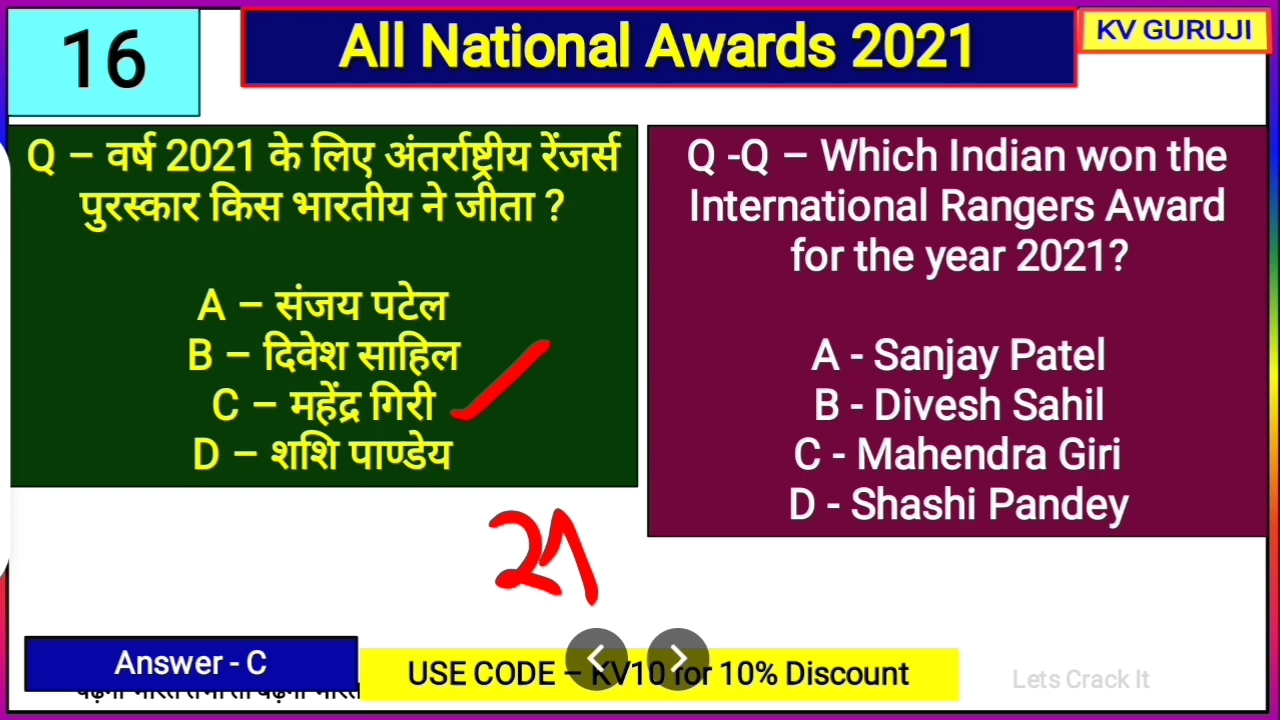 16
All National Awards 2021
KV GURUJI
Q – वर्ष 2021 के लिए अंतर्राष्ट्रीय रेंजर्स
पुरस्कार किस भारतीय ने जीता ?
A – संजय पटेल
B – दिवेश साहिल
C – महेंद्र गिरी
D – शशि पाण्डेय
Q -Q – Which Indian won the
International Rangers Award
for the year 2021?
A - Sanjay Patel
B - Divesh Sahil
C - Mahendra Giri
D - Shashi Pandey
21
Answer - C
USE CODE – KV10 for 10% Discount
Lets Crack It